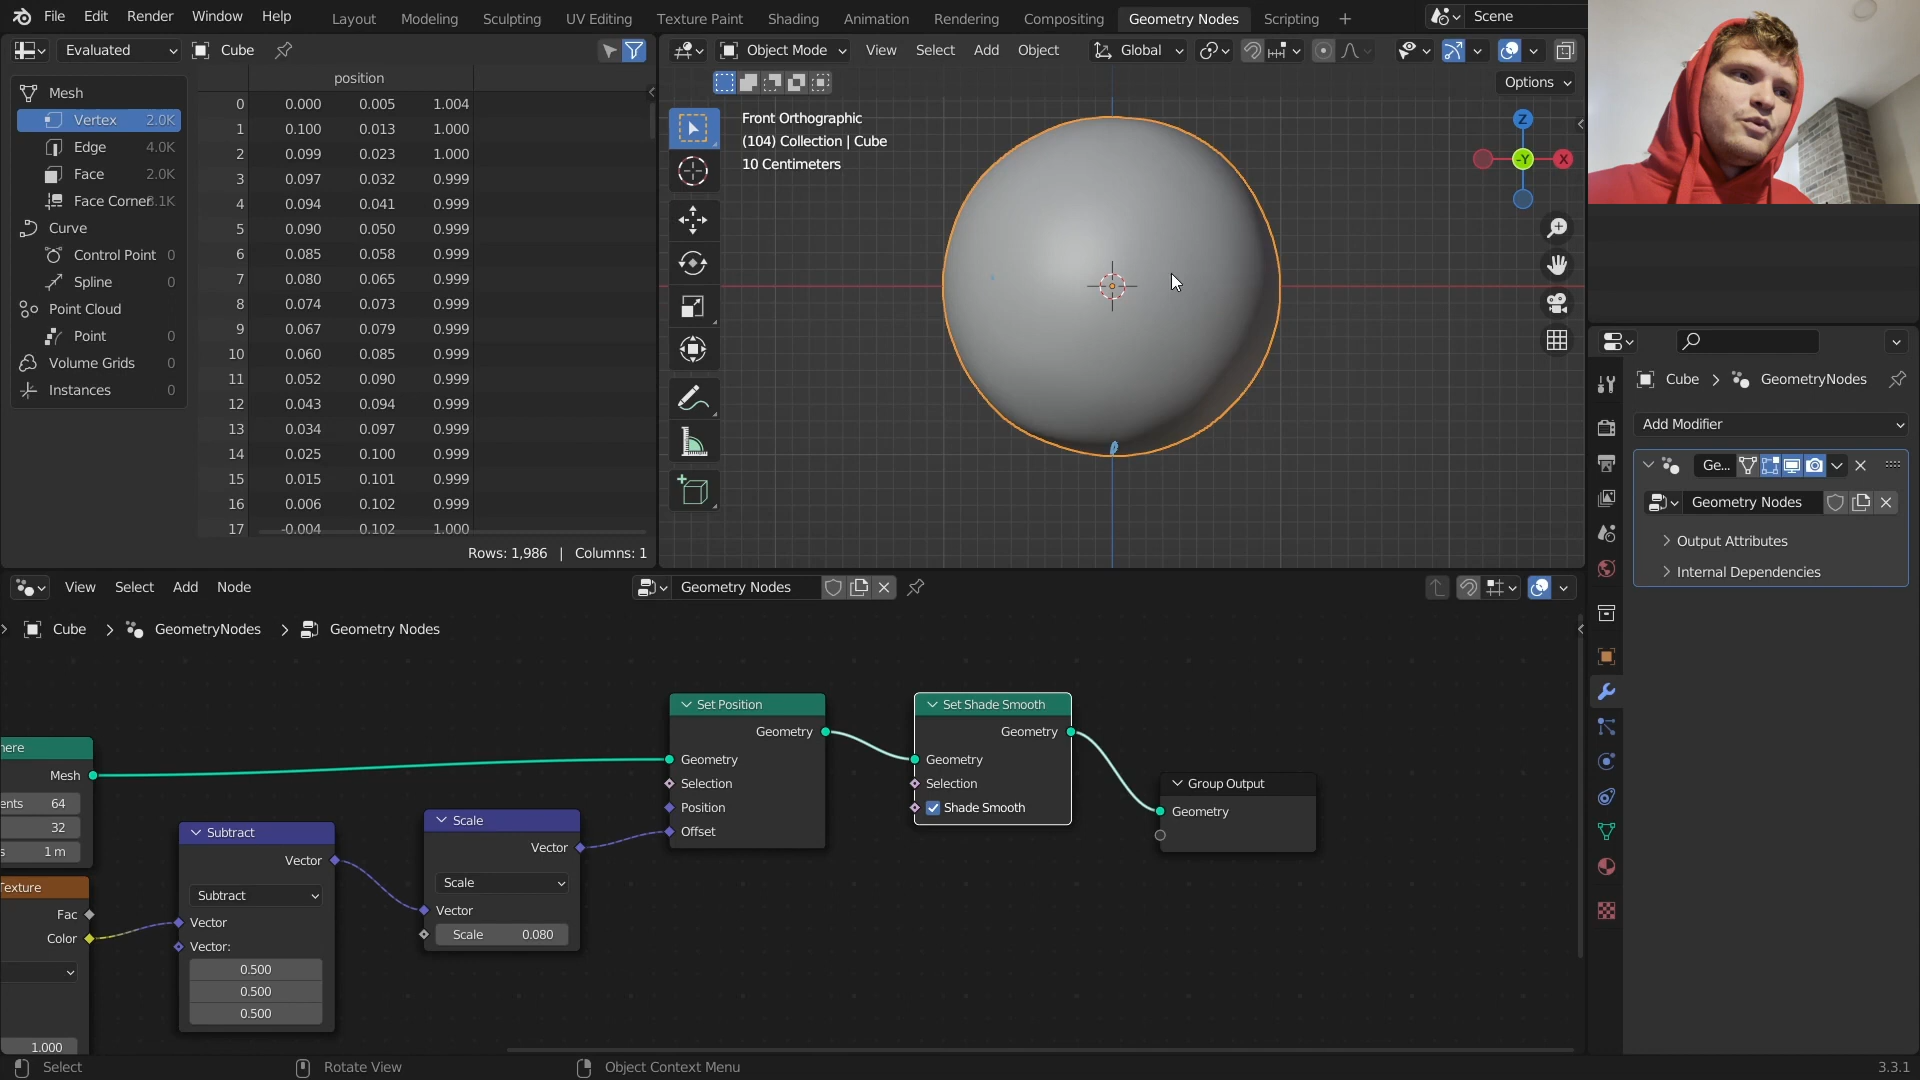 File Edit Render Window Help
Layout Modeling Sculpting UV Editing Texture Paint Shading Animation Rendering Compositing Geometry Nodes Scripting
Scene
Evaluated Cube
Object Mode View Select Add Object Global
Options
position
Mesh
Vertex 2.0K
Edge 4.0K
Face 2.0K
Face Corner
Curve
Control Point 0
Spline 0
Point Cloud
Point 0
Volume Grids 0
Instances 0
0 0.000 0.005 1.004
1 0.100 0.013 1.000
2 0.099 0.023 1.000
3 0.097 0.032 0.999
4 0.094 0.041 0.999
5 0.090 0.050 0.999
6 0.085 0.058 0.999
7 0.080 0.065 0.999
8 0.074 0.073 0.999
9 0.067 0.079 0.999
10 0.060 0.085 0.999
11 0.052 0.090 0.999
12 0.043 0.094 0.999
13 0.034 0.097 0.999
14 0.025 0.100 0.999
15 0.015 0.101 0.999
16 0.006 0.102 0.999
17 -0.004 0.102 1.000
Rows: 1,986 | Columns: 1
Front Orthographic
(104) Collection | Cube
10 Centimeters
Z
-Y X
Cube > GeometryNodes
Add Modifier
Ge...
Geometry Nodes
Output Attributes
Internal Dependencies
View Select Add Node
Geometry Nodes
Cube > GeometryNodes > Geometry Nodes
here
Mesh
ents 64
32
s 1 m
Texture
Fac
Color
1.000
Subtract
Vector
Subtract
Vector
Vector:
0.500
0.500
0.500
Scale
Vector
Scale
Vector
Scale 0.080
Set Position
Geometry
Geometry
Selection
Position
Offset
Set Shade Smooth
Geometry
Geometry
Selection
Shade Smooth
Group Output
Geometry
Select Rotate View Object Context Menu
3.3.1